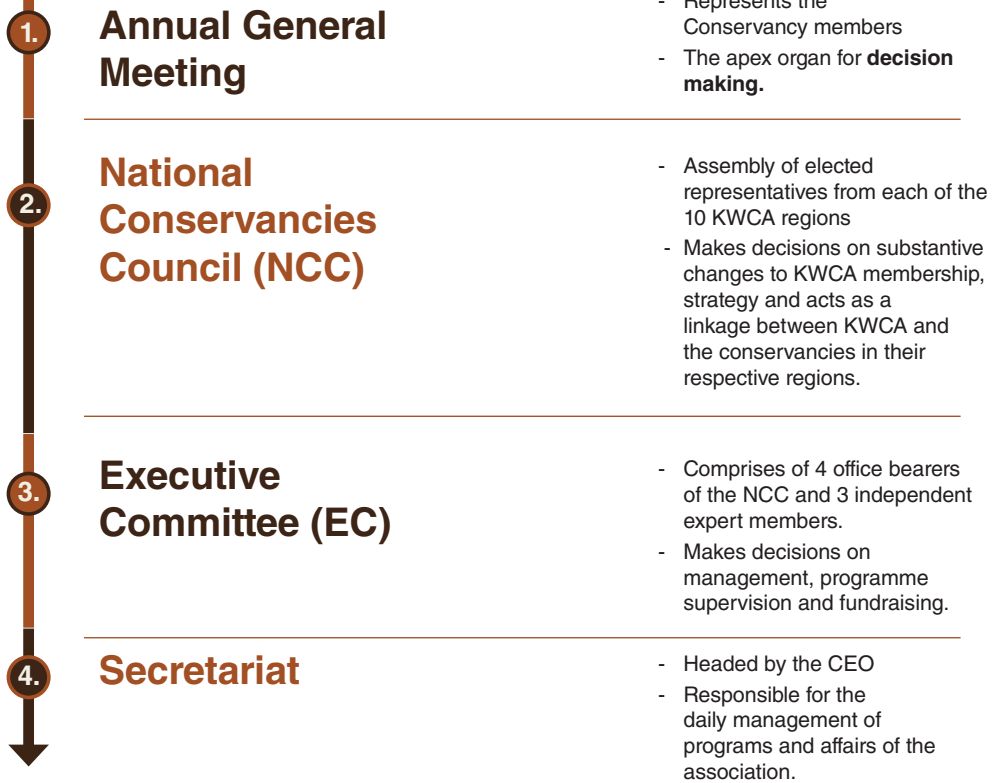 1.
Annual General
Meeting
- Represents the
Conservancy members
- The apex organ for decision
making.
2.
National
Conservancies
Council (NCC)
- Assembly of elected
representatives from each of the
10 KWCA regions
- Makes decisions on substantive
changes to KWCA membership,
strategy and acts as a
linkage between KWCA and
the conservancies in their
respective regions.
3.
Executive
Committee (EC)
- Comprises of 4 office bearers
of the NCC and 3 independent
expert members.
- Makes decisions on
management, programme
supervision and fundraising.
4.
Secretariat
- Headed by the CEO
- Responsible for the
daily management of
programs and affairs of the
association.